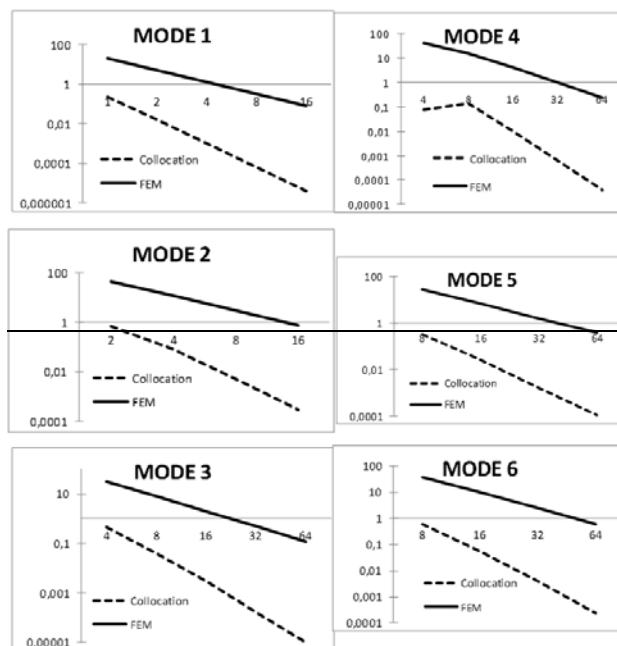 MODE 1
100
1
0,01
0,0001
0,000001
1 2 4 8 16
Collocation
FEM
MODE 4
100
10
1
0,1
0,01
0,001
0,0001
0,00001
4 8 16 32 64
Collocation
FEM
MODE 2
100
1
0,01
0,0001
2 4 8 16
Collocation
FEM
MODE 5
100
1
0,01
0,0001
8 16 32 64
Collocation
FEM
MODE 3
10
0,1
0,001
0,00001
4 8 16 32 64
Collocation
FEM
MODE 6
100
10
1
0,1
0,01
0,001
0,0001
8 16 32 64
Collocation
FEM